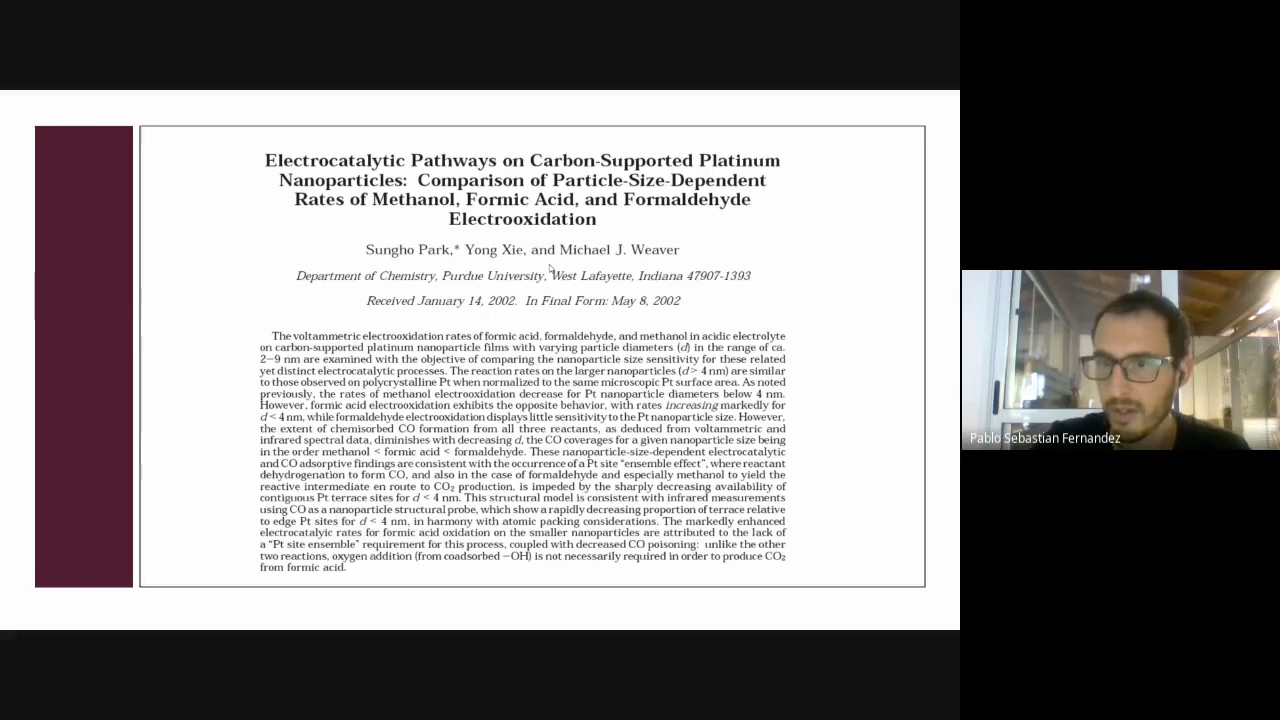 Electrocatalytic Pathways on Carbon-Supported Platinum
Nanoparticles: Comparison of Particle-Size-Dependent
Rates of Methanol, Formic Acid, and Formaldehyde
Electrooxidation
Sungho Park,* Yong Xie, and Michael J. Weaver
Department of Chemistry, Purdue University, West Lafayette, Indiana 47907-1393
Received January 14, 2002. In Final Form: May 8, 2002
The voltammetric electrooxidation rates of formic acid, formaldehyde, and methanol in acidic electrolyte
on carbon-supported platinum nanoparticle films with varying particle diameters (d) in the range of ca.
2−9 nm are examined with the objective of comparing the nanoparticle size sensitivity for these related
yet distinct electrocatalytic processes. The reaction rates on the larger nanoparticles (d > 4 nm) are similar
to those observed on polycrystalline Pt when normalized to the same microscopic Pt surface area. As noted
previously, the rates of methanol electrooxidation decrease for Pt nanoparticle diameters below 4 nm.
However, formic acid electrooxidation exhibits the opposite behavior, with rates increasing markedly for
d < 4 nm, while formaldehyde electrooxidation displays little sensitivity to the Pt nanoparticle size. However,
the extent of chemisorbed CO formation from all three reactants, as deduced from voltammetric and
infrared spectral data, diminishes with decreasing d, the CO coverages for a given nanoparticle size being
in the order methanol < formic acid < formaldehyde. These nanoparticle-size-dependent electrocatalytic
and CO adsorptive findings are consistent with the occurrence of a Pt site “ensemble effect”, where reactant
dehydrogenation to form CO, and also in the case of formaldehyde and especially methanol to yield the
reactive intermediate en route to CO₂ production, is impeded by the sharply decreasing availability of
contiguous Pt terrace sites for d < 4 nm. This structural model is consistent with infrared measurements
using CO as a nanoparticle structural probe, which show a rapidly decreasing proportion of terrace relative
to edge Pt sites for d < 4 nm, in harmony with atomic packing considerations. The markedly enhanced
electrocatalyic rates for formic acid oxidation on the smaller nanoparticles are attributed to the lack of
a “Pt site ensemble” requirement for this process, coupled with decreased CO poisoning: unlike the other
two reactions, oxygen addition (from coadsorbed −OH) is not necessarily required in order to produce CO₂
from formic acid.
Pablo Sebastian Fernandez